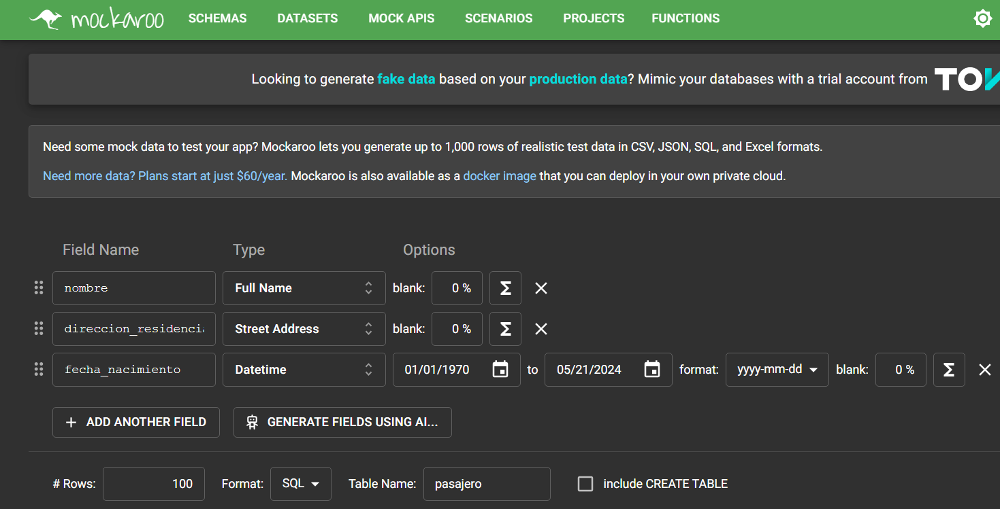 mockaroo SCHEMAS DATASETS MOCK APIS SCENARIOS PROJECTS FUNCTIONS
Looking to generate fake data based on your production data? Mimic your databases with a trial account from
Need some mock data to test your app? Mockaroo lets you generate up to 1,000 rows of realistic test data in CSV, JSON, SQL, and Excel formats.
Need more data? Plans start at just $60/year. Mockaroo is also available as a docker image that you can deploy in your own private cloud.
Field Name Type Options
nombre Full Name blank: 0 % Σ
direccion_residencia Street Address blank: 0 % Σ
fecha_nacimiento Datetime 01/01/1970 to 05/21/2024 format: yyyy-mm-dd blank: 0 % Σ
+ ADD ANOTHER FIELD GENERATE FIELDS USING AI...
# Rows: 100 Format: SQL Table Name: pasajero include CREATE TABLE